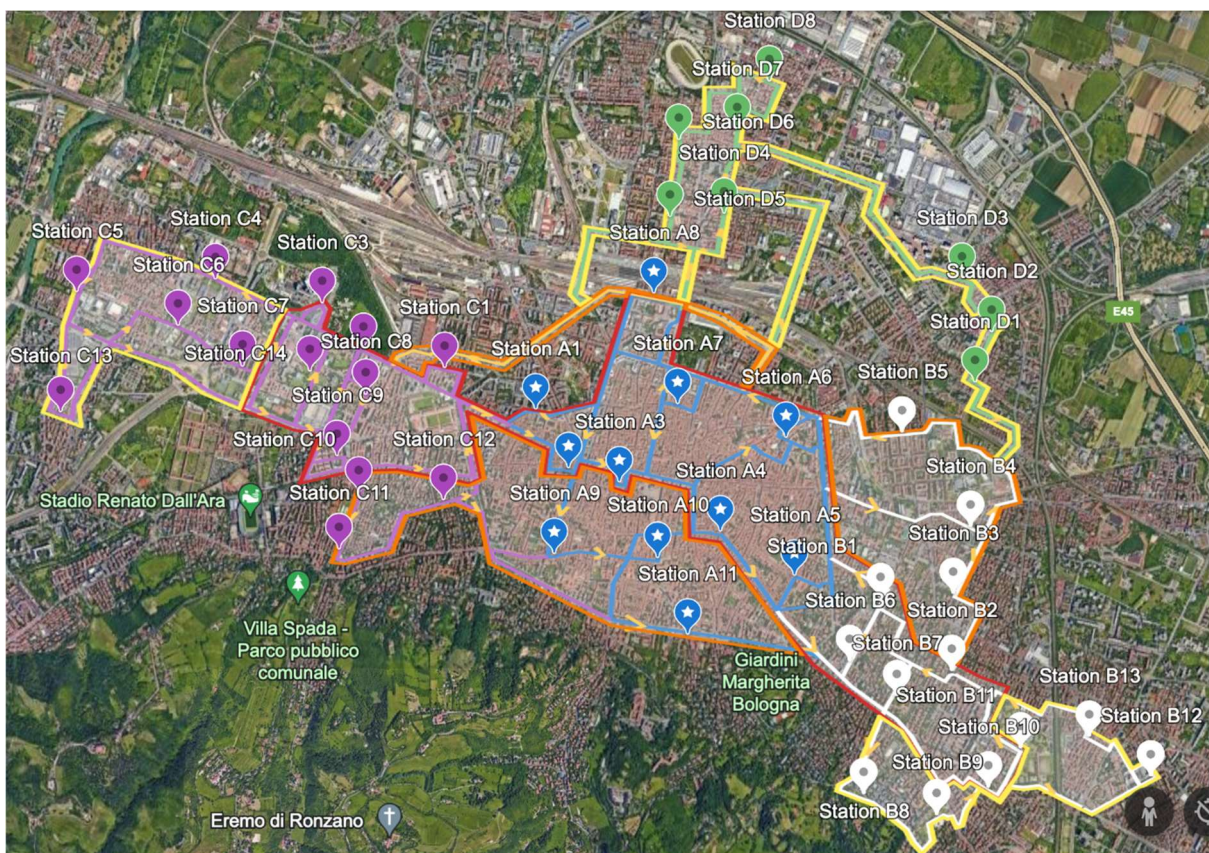 Station D8
Station D7
Station D6
Station D4
Station D5
Station D3
Station D2
Station D1
Station C4
Station C5
Station C3
Station A8
Station C6
Station C7
Station C1
E45
Station C13
Station C14
Station C8
Station A1
Station A7
Station A6
Station B5
Station C9
Station C10
Station C12
Station A3
Station A4
Station B4
Stadio Renato Dall'Ara
Station C11
Station A9
Station A10
Station A5
Station B3
Station B1
Station A11
Station B6
Station B2
Villa Spada -
Parco pubblico
comunale
Station B7
Giardini
Margherita
Bologna
Station B11
Station B13
Station B10
Station B12
Station B9
Station B8
Eremo di Ronzano